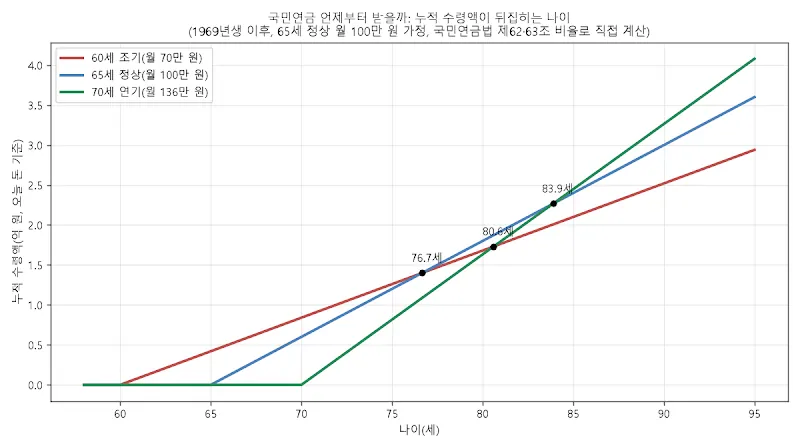 국민연금 언제부터 받을까: 누적 수령액이 뒤집히는 나이
(1969년생 이후, 65세 정상 월 100만 원 가정, 국민연금법 제62·63조 비율로 직접 계산)
60세 조기(월 70만 원)
65세 정상(월 100만 원)
70세 연기(월 136만 원)
누적 수령액(억 원, 오늘 돈 기준)
4.0
3.5
3.0
2.5
2.0
1.5
1.0
0.5
0.0
83.9세
80.6세
76.7세
60
65
70
75
80
85
90
95
나이(세)